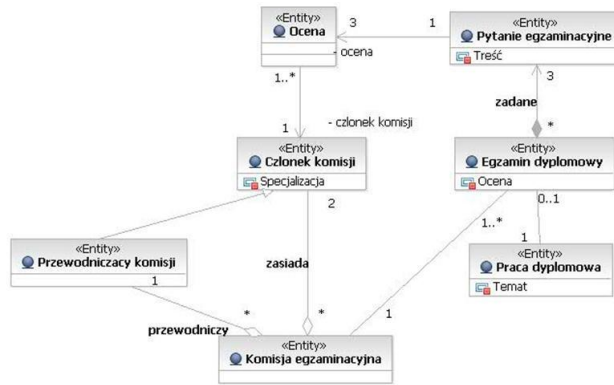 «Entity»
Ocena
3
1
- ocena
«Entity»
Pytanie egzaminacyjne
Treść
1..*
3
zadane
*
1
- czlonek komisji
«Entity»
Członek komisji
Specjalizacja
«Entity»
Egzamin dyplomowy
Ocena
2
1..*
0..1
1
«Entity»
Przewodniczacy komisji
1
zasiada
«Entity»
Praca dyplomowa
Temat
*
*
1
przewodniczy
«Entity»
Komisja egzaminacyjna